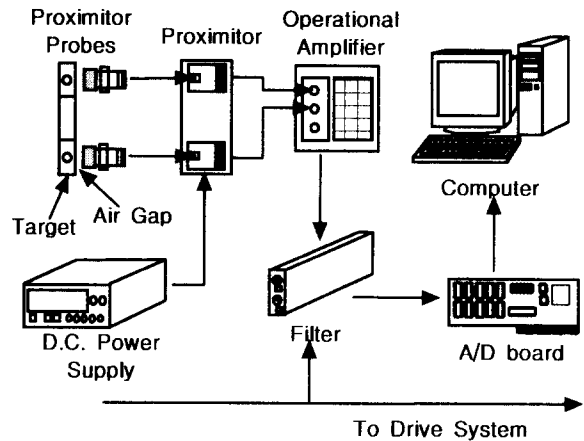 Proximitor
Probes
Proximitor
Operational
Amplifier
Target
Air Gap
Computer
D.C. Power
Supply
Filter
A/D board
To Drive System